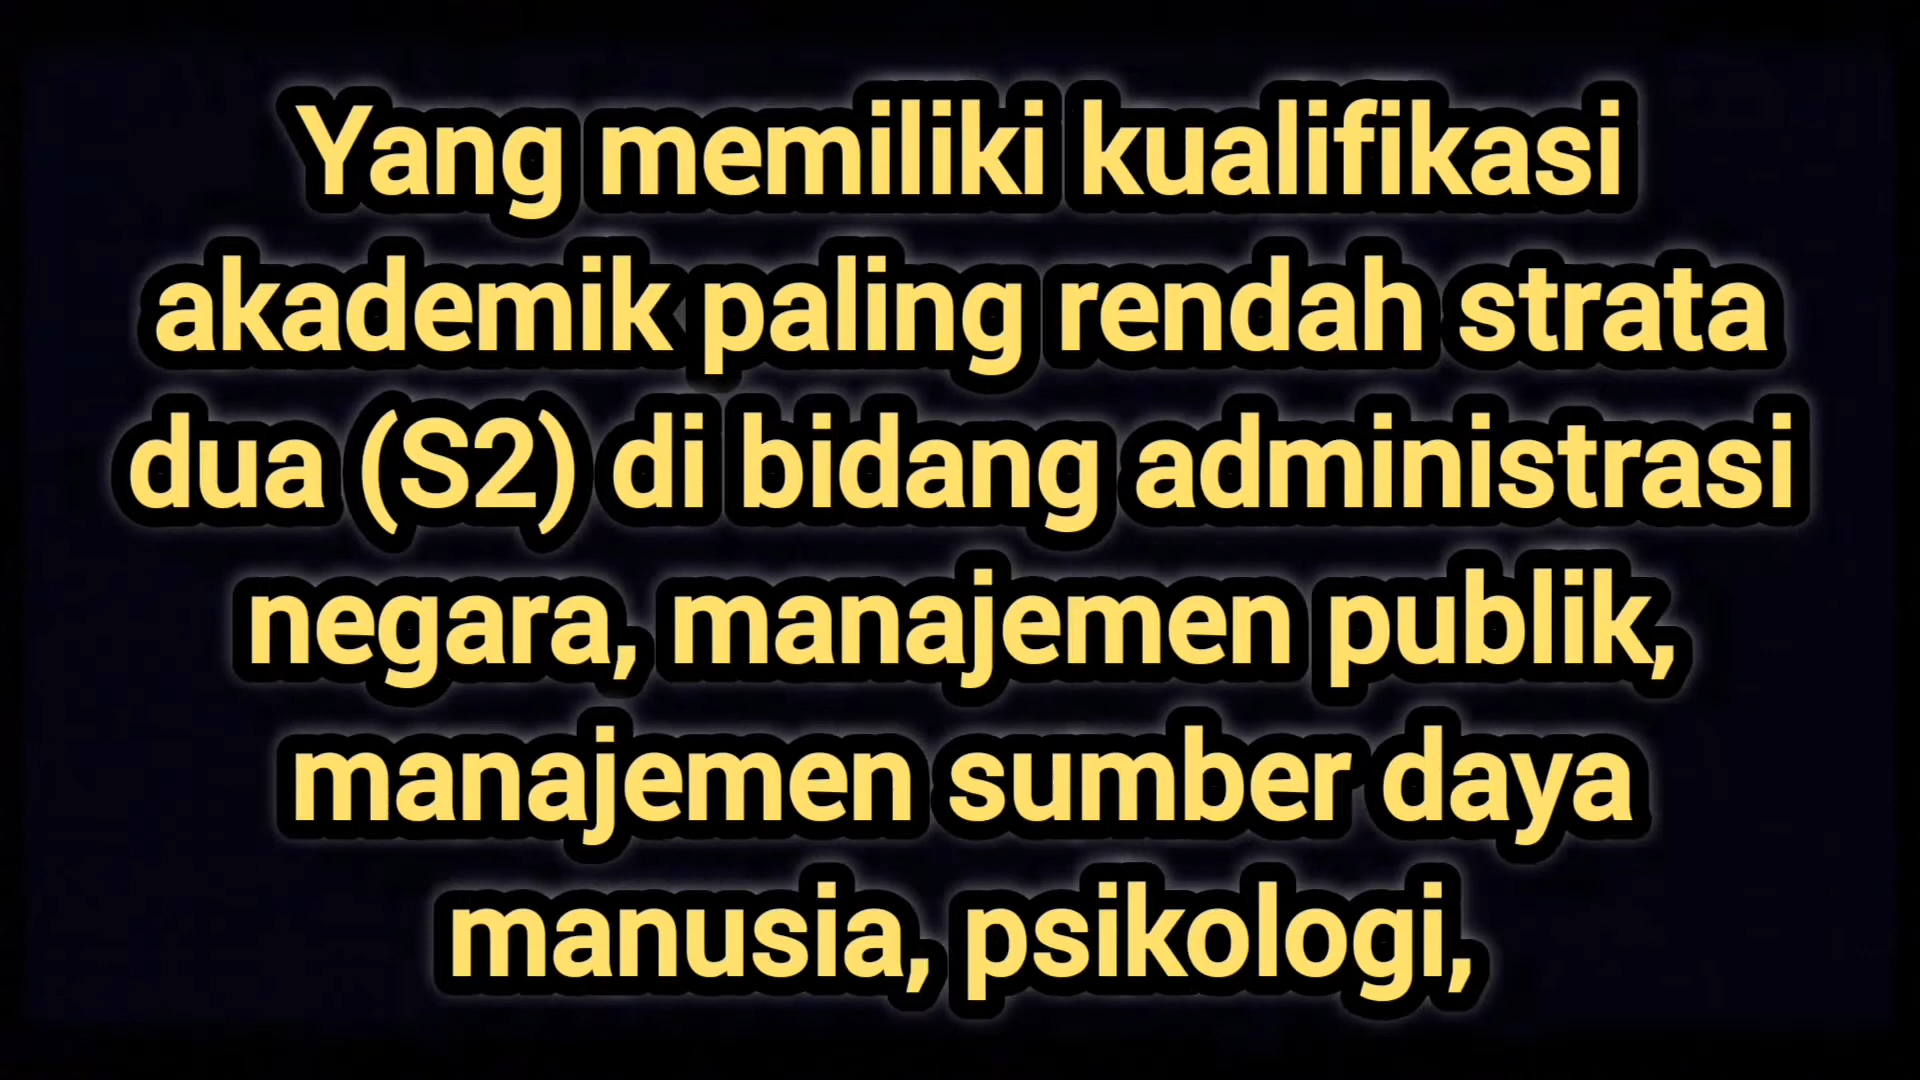 Yang memiliki kualifikasi
akademik paling rendah strata
dua (S2) di bidang administrasi
negara, manajemen publik,
manajemen sumber daya
manusia, psikologi,